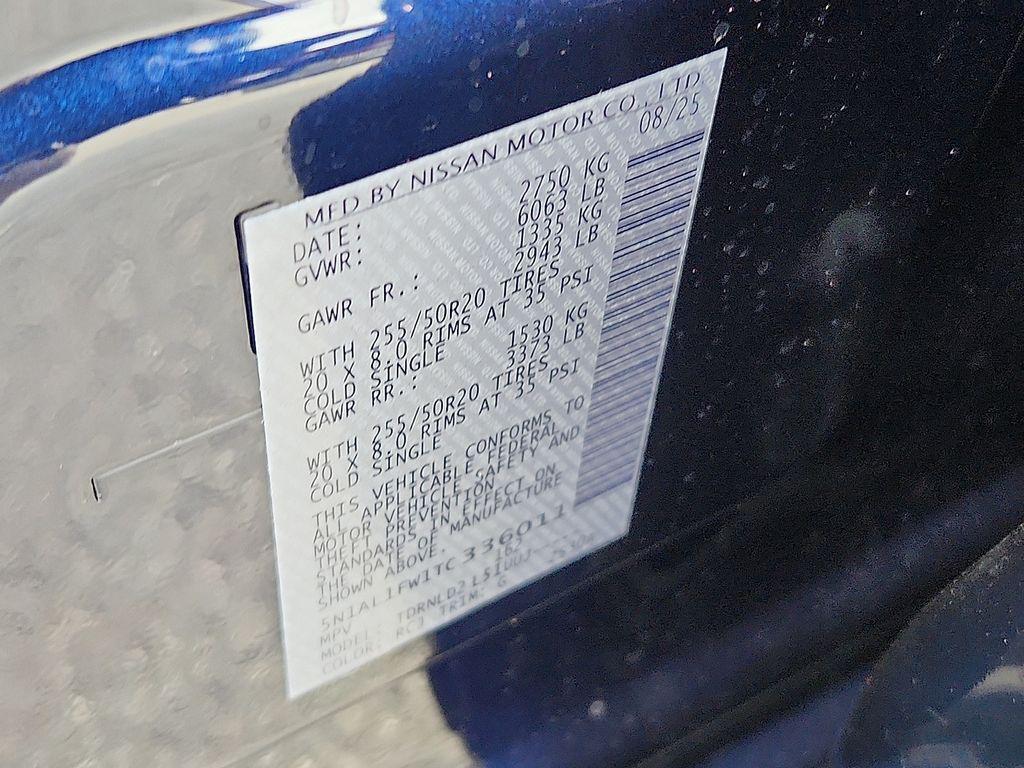 MFD BY NISSAN MOTOR CO., LTD
DATE: 08/25
GVWR: 2750 KG
6063 LB
GAWR FR.: 1335 KG
2943 LB
WITH 255/50R20 TIRES
20 X 8.0 RIMS AT 35 PSI
COLD SINGLE
GAWR RR.: 1530 KG
3373 LB
WITH 255/50R20 TIRES
20 X 8.0 RIMS AT 35 PSI
COLD SINGLE
THIS VEHICLE CONFORMS TO
ALL APPLICABLE FEDERAL
MOTOR VEHICLE SAFETY AND
THEFT PREVENTION
STANDARDS IN EFFECT ON
THE DATE OF MANUFACTURE
SHOWN ABOVE.
5N1AL1FW1TC336011
MPV
MODEL:
COLOR: TRIM: G